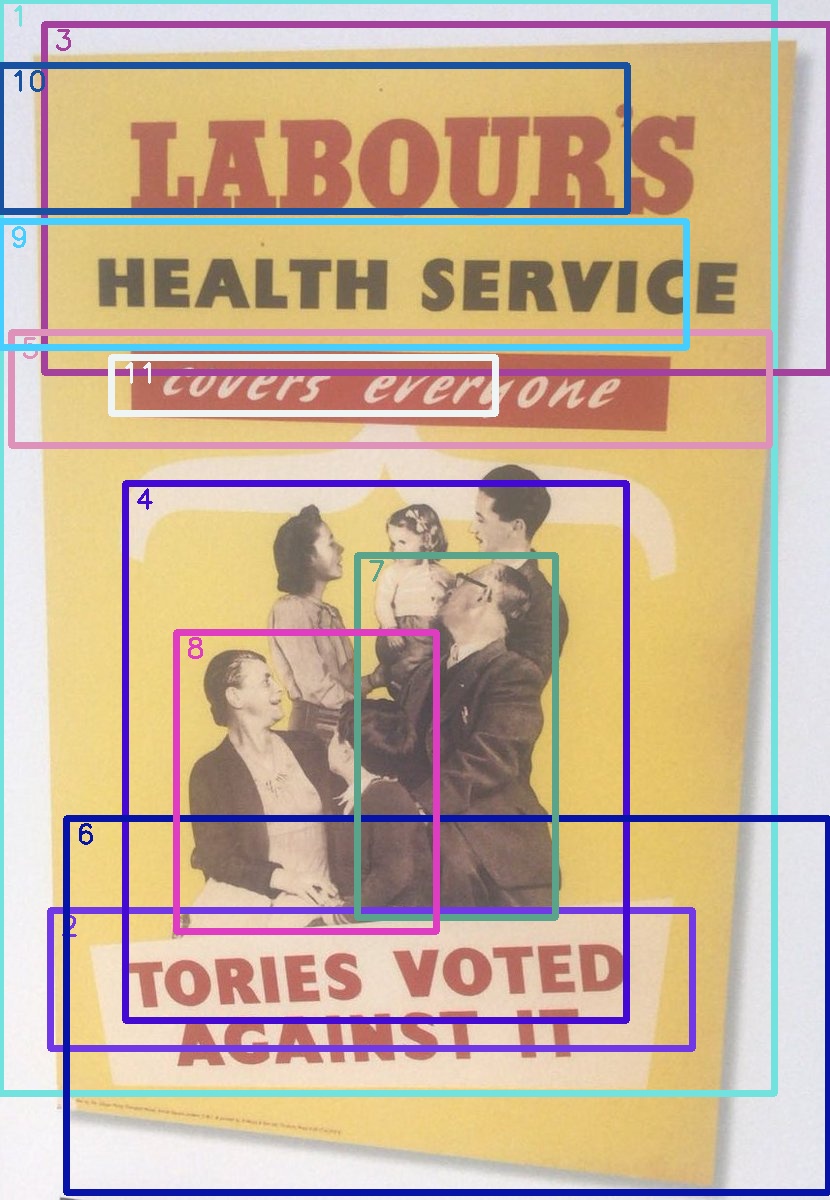 LABOUR'S
HEALTH SERVICE
covers everyone
TORIES VOTED
AGAINST IT